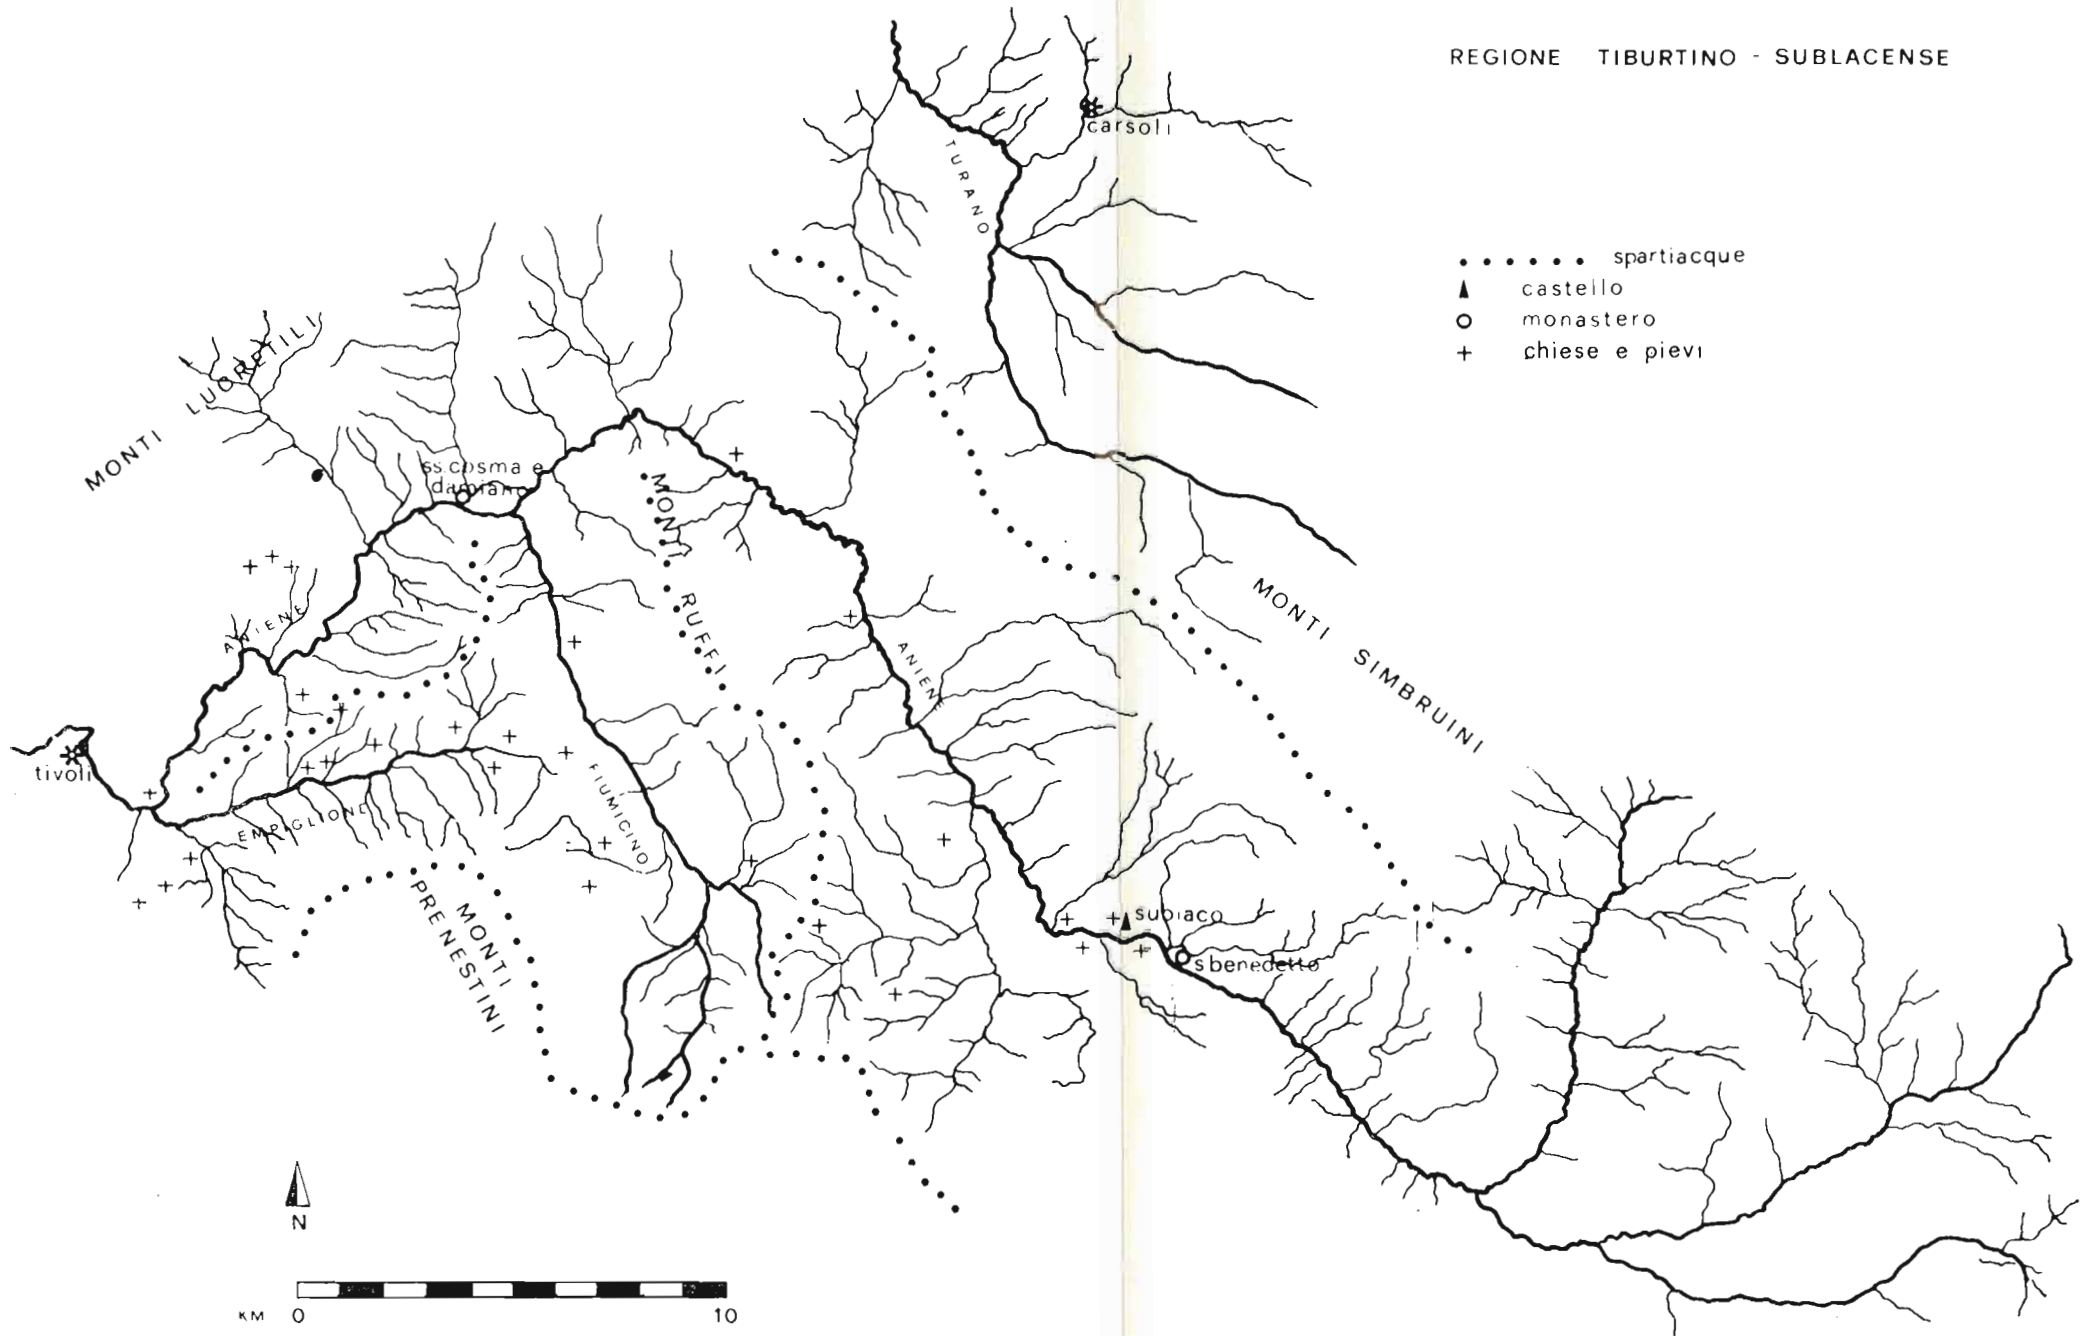 REGIONE TIBURTINO - SUBLACENSE
carsoli
TURANO
spartiacque
castello
monastero
chiese e pievi
MONTI LUCRETILI
ss. cosma e
damiano
MONTI RUFFI
ANIENE
ANIENE
MONTI SIMBRUINI
tivoli
EMPIGLIONE
FIUMICINO
MONTI
PRENESTINI
subiaco
s benedetto
N
KM 0 10